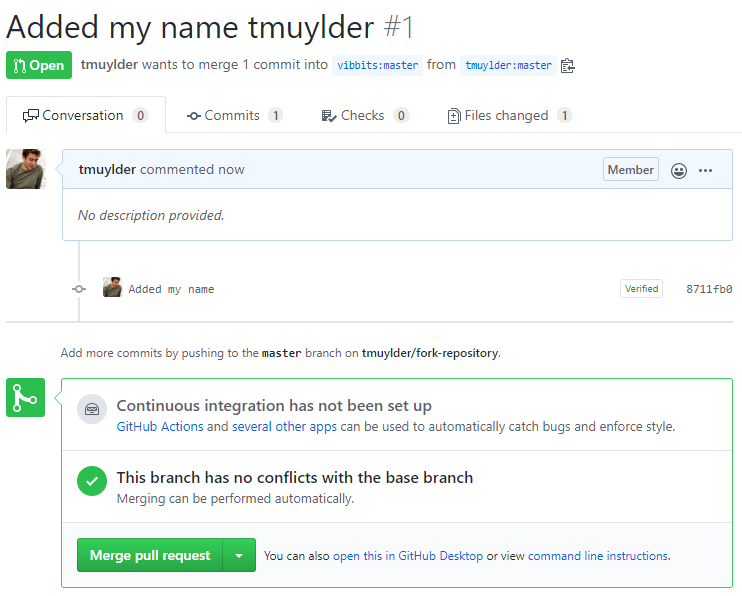 Added my name tmuylder #1
Open tmuylder wants to merge 1 commit into vibbits:master from tmuylder:master
Conversation 0 Commits 1 Checks 0 Files changed 1
tmuylder commented now Member
No description provided.
Added my name Verified 8711fb0
Add more commits by pushing to the master branch on tmuylder/fork-repository.
Continuous integration has not been set up
GitHub Actions and several other apps can be used to automatically catch bugs and enforce style.
This branch has no conflicts with the base branch
Merging can be performed automatically.
Merge pull request You can also open this in GitHub Desktop or view command line instructions.